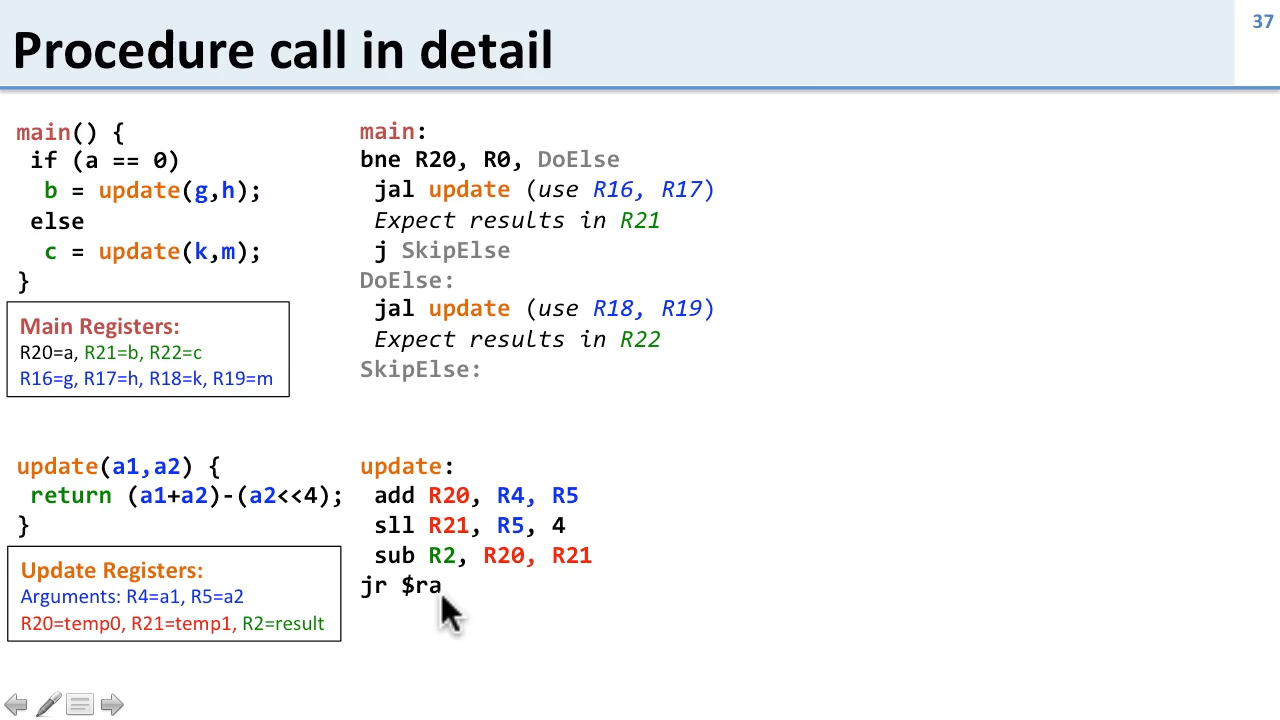 Procedure call in detail
37
main() {
if (a == 0)
b = update(g,h);
else
c = update(k,m);
}
Main Registers:
R20=a, R21=b, R22=c
R16=g, R17=h, R18=k, R19=m
main:
bne R20, R0, DoElse
jal update (use R16, R17)
Expect results in R21
j SkipElse
DoElse:
jal update (use R18, R19)
Expect results in R22
SkipElse:
update(a1,a2) {
return (a1+a2)-(a2<<4);
}
Update Registers:
Arguments: R4=a1, R5=a2
R20=temp0, R21=temp1, R2=result
update:
add R20, R4, R5
sll R21, R5, 4
sub R2, R20, R21
jr $ra